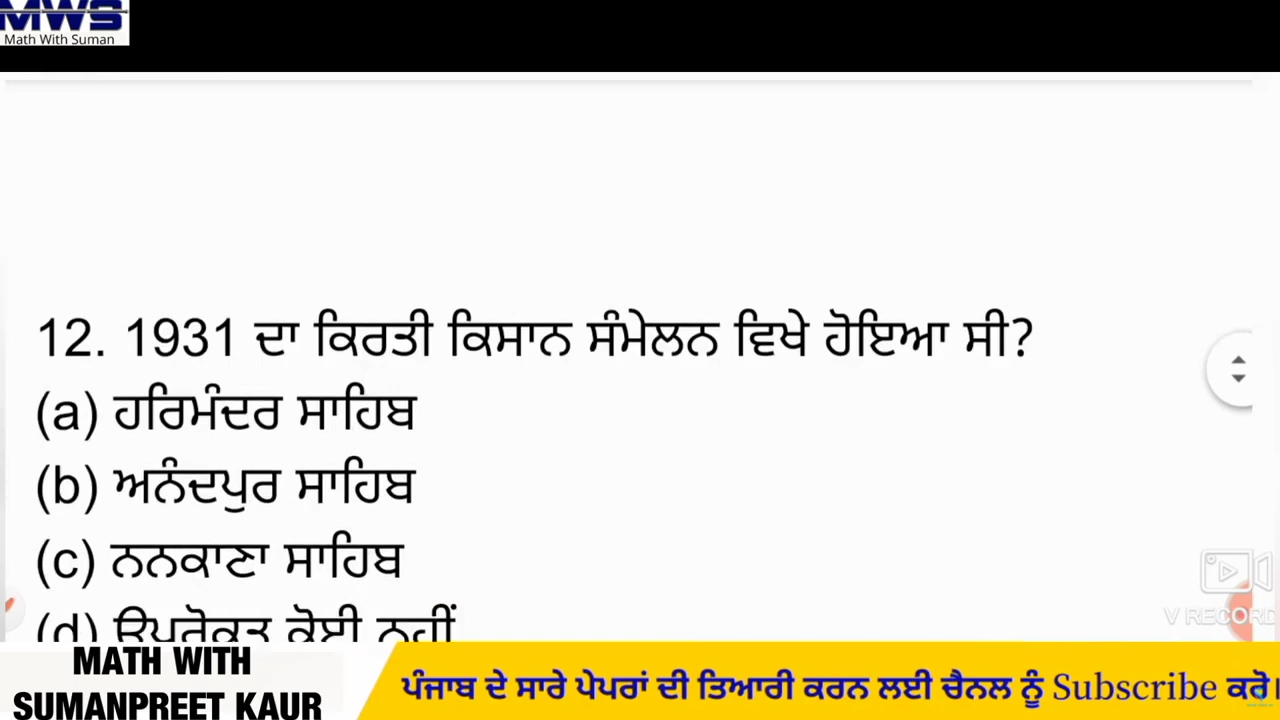 MWS
Math With Suman
12. 1931 ਦਾ ਕਿਰਤੀ ਕਿਸਾਨ ਸੰਮੇਲਨ ਵਿਖੇ ਹੋਇਆ ਸੀ?
(a) ਹਰਿਮੰਦਰ ਸਾਹਿਬ
(b) ਅਨੰਦਪੁਰ ਸਾਹਿਬ
(c) ਨਨਕਾਣਾ ਸਾਹਿਬ
(d) ਉਪਰੋਕਤ ਕੋਈ ਨਹੀਂ
V RECORD
MATH WITH
SUMANPREET KAUR
ਪੰਜਾਬ ਦੇ ਸਾਰੇ ਪੇਪਰਾਂ ਦੀ ਤਿਆਰੀ ਕਰਨ ਲਈ ਚੈਨਲ ਨੂੰ Subscribe ਕਰੋ।